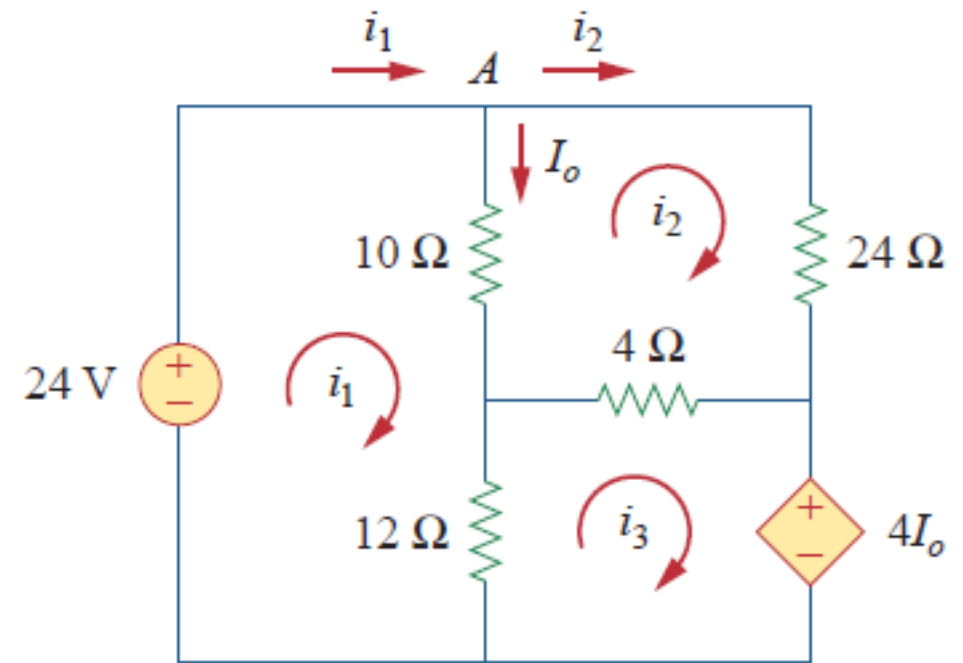 i₁ A i₂
Iₒ
i₂
10 Ω 24 Ω
4 Ω
24 V + − i₁
12 Ω i₃ + − 4Iₒ